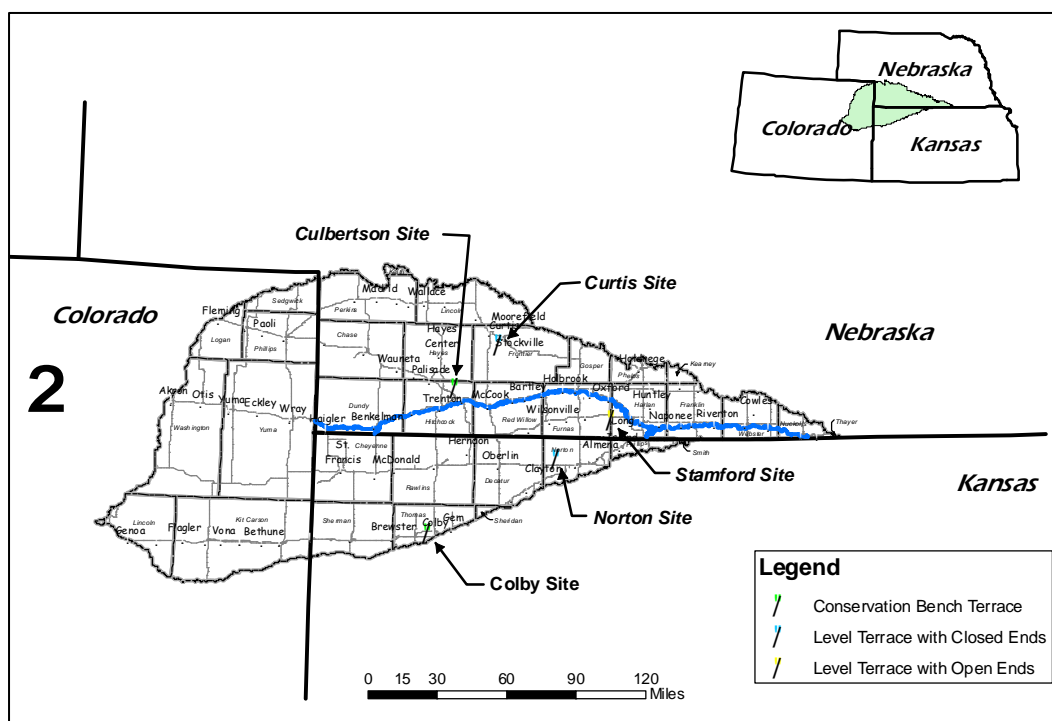 Nebraska
Colorado
Kansas
Culbertson Site
Curtis Site
Colorado
Nebraska
2
Madrid
Wallace
Sedgwick
Fleming
Perkins
Lincoln
Moorefield
Paoli
Curtis
Logan
Chase
Hayes
Center
Stockville
Phillips
Hayes
Frontier
Wauneta
Holdrege
Gosper
Kearney
Palisade
Phelps
Holbrook
Akron
Otis
Yuma
Eckley
Wray
Trenton
McCook
Bartley
Oxford
Huntley
Dundy
Harlan
Franklin
Cowles
Haigler
Benkelman
Hitchcock
Red Willow
Wilsonville
Furnas
Long
Naponee
Riverton
Washington
Yuma
Nuckolls
Webster
Thayer
St.
Francis
Cheyenne
McDonald
Herndon
Oberlin
Norton
Almena
Phillips
Smith
Rawlins
Decatur
Clayton
Stamford Site
Kansas
Norton Site
Lincoln
Genoa
Flagler
Vona
Kit Carson
Bethune
Sherman
Thomas
Brewster
Colby
Gem
Sheridan
Colby Site
Legend
Conservation Bench Terrace
Level Terrace with Closed Ends
Level Terrace with Open Ends
0 15 30 60 90 120
Miles